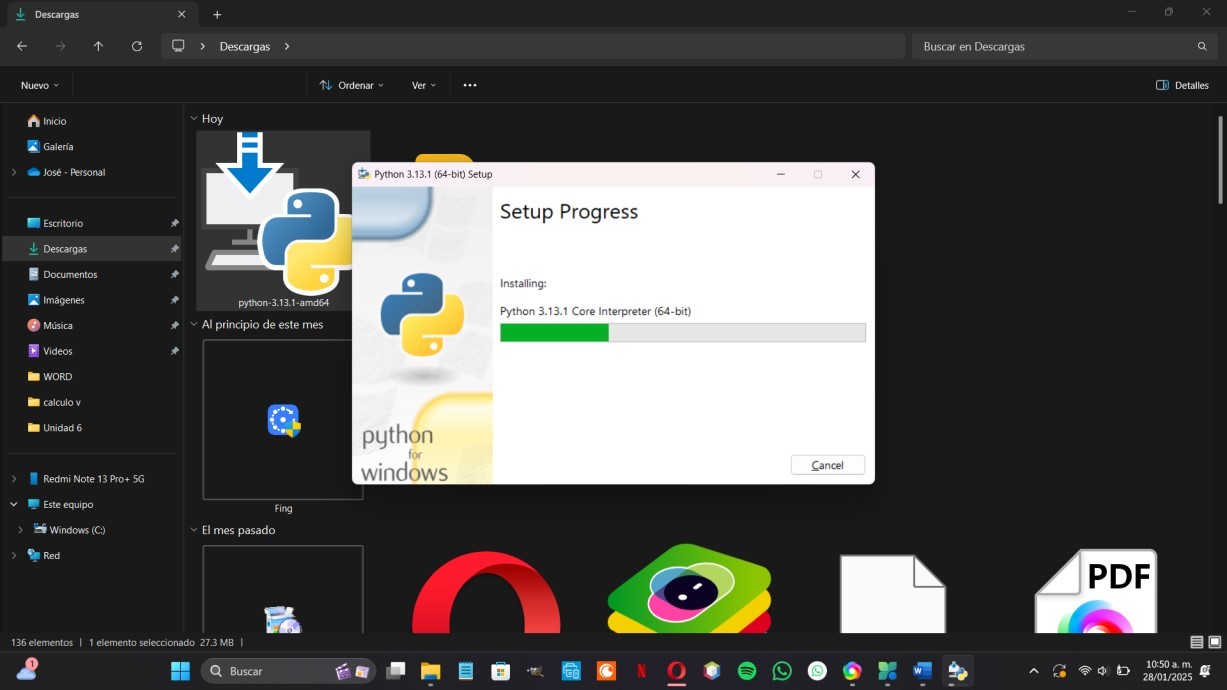 Descargas
Descargas
Buscar en Descargas
Nuevo
Ordenar
Ver
Detalles
Inicio
Galería
José - Personal
Escritorio
Descargas
Documentos
Imágenes
Música
Videos
WORD
calculo v
Unidad 6
Redmi Note 13 Pro+ 5G
Este equipo
Windows (C:)
Red
Hoy
python-3.13.1-amd64
Al principio de este mes
Fing
El mes pasado
PDF
Python 3.13.1 (64-bit) Setup
Setup Progress
Installing:
Python 3.13.1 Core Interpreter (64-bit)
python
for
windows
Cancel
136 elementos | 1 elemento seleccionado 27.3 MB |
1
Buscar
10:50 a. m.
28/01/2025